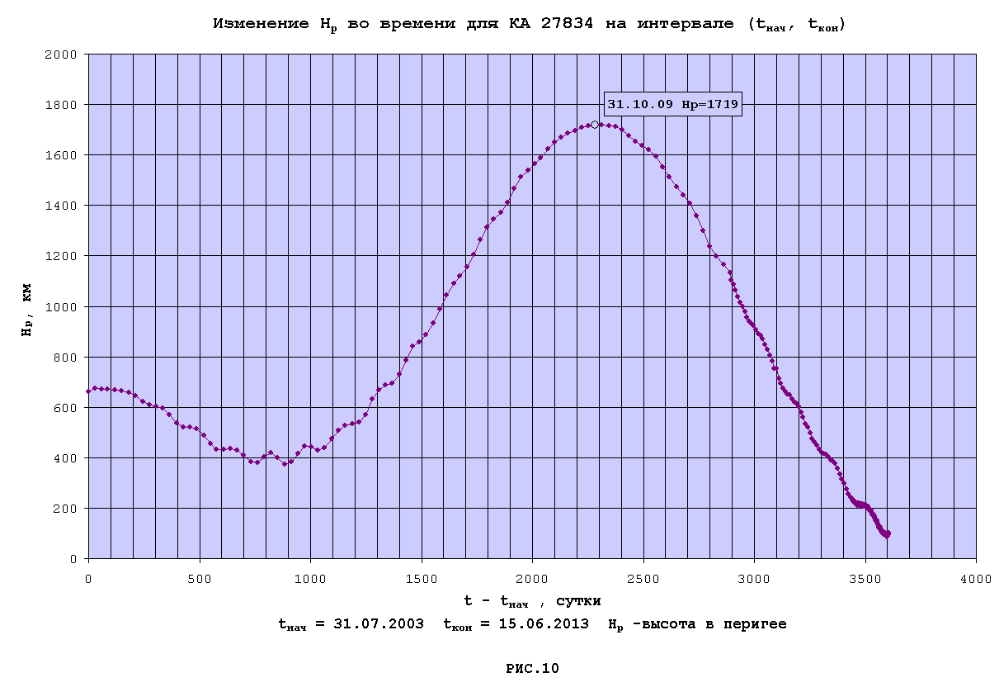 Изменение Hp во времени для КА 27834 на интервале (tнач, tкон)
2000
1800
31.10.09 Hp=1719
1600
1400
1200
1000
800
600
400
200
0
Hp, км
0 500 1000 1500 2000 2500 3000 3500 4000
t - tнач , сутки
tнач = 31.07.2003 tкон = 15.06.2013 Hp -высота в перигее
РИС.10